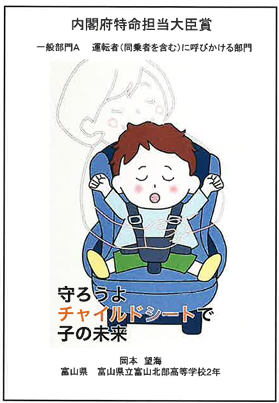 内閣府特命担当大臣賞
一般部門A　運転者（同乗者を含む）に呼びかける部門
守ろうよ
チャイルドシートで
子の未来
岡本　望海
富山県　富山県立富山北部高等学校2年